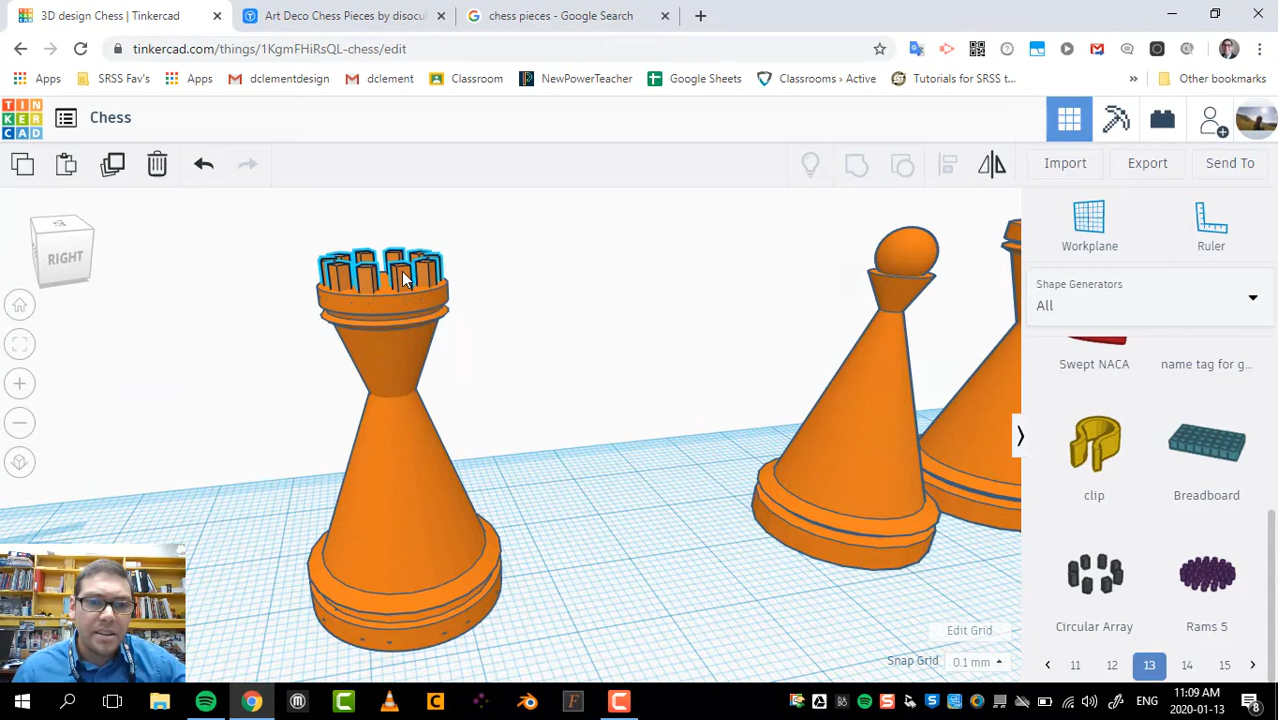 3D design Chess | Tinkercad
Art Deco Chess Pieces by disocu
chess pieces - Google Search
tinkercad.com/things/1KgmFHiRsQL-chess/edit
Apps
SRSS Fav's
Apps
dclementdesign
dclement
Classroom
NewPowerTeacher
Google Sheets
Classrooms › Active
Tutorials for SRSS t...
»
Other bookmarks
TIN
KER
CAD
Chess
Import
Export
Send To
RIGHT
Workplane
Ruler
Shape Generators
All
Swept NACA
name tag for g...
clip
Breadboard
Circular Array
Rams 5
11
12
13
14
15
Edit Grid
Snap Grid
0.1 mm
ENG
11:09 AM
2020-01-13
8